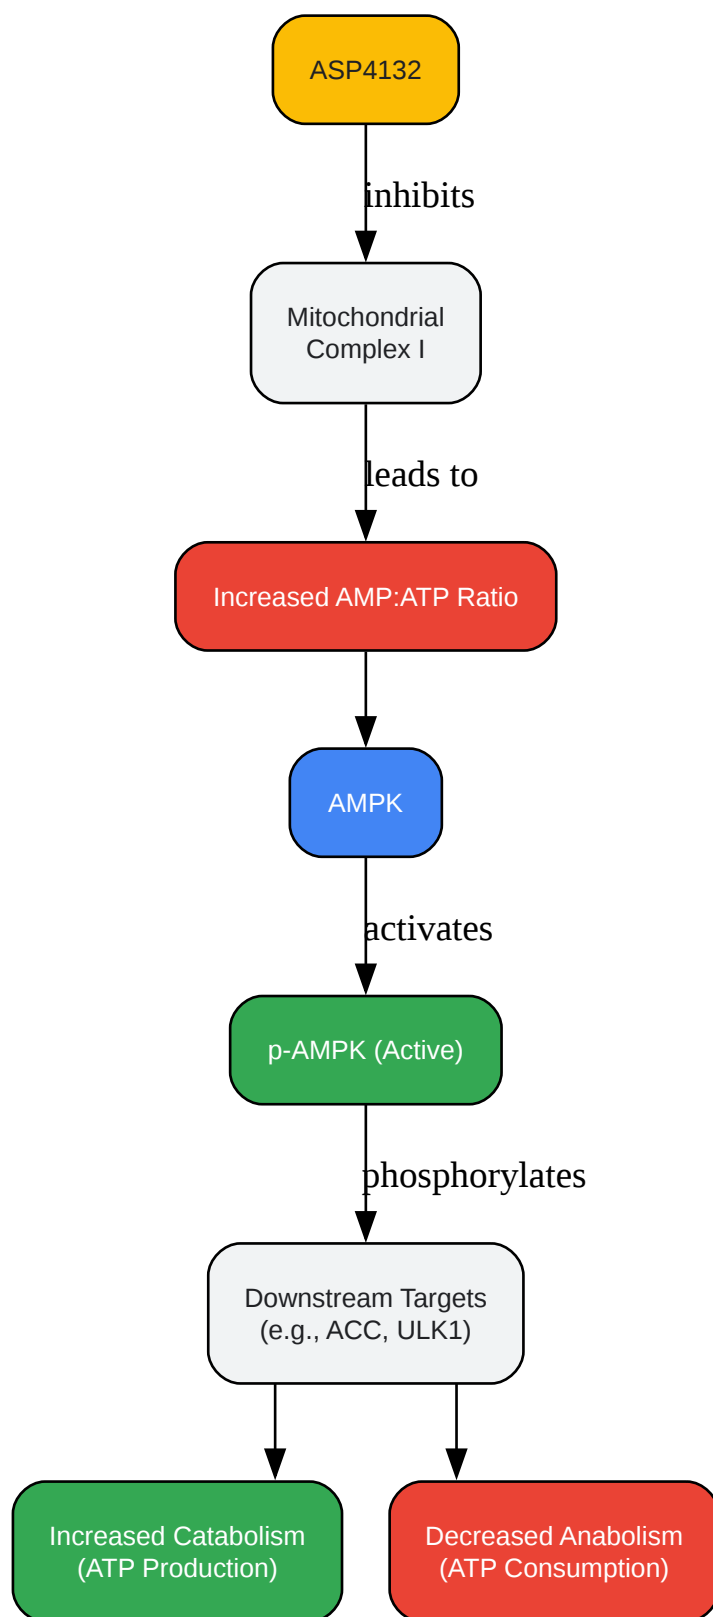 ASP4132
inhibits
Mitochondrial
Complex I
leads to
Increased AMP:ATP Ratio
AMPK
activates
p-AMPK (Active)
phosphorylates
Downstream Targets
(e.g., ACC, ULK1)
Increased Catabolism
(ATP Production)
Decreased Anabolism
(ATP Consumption)